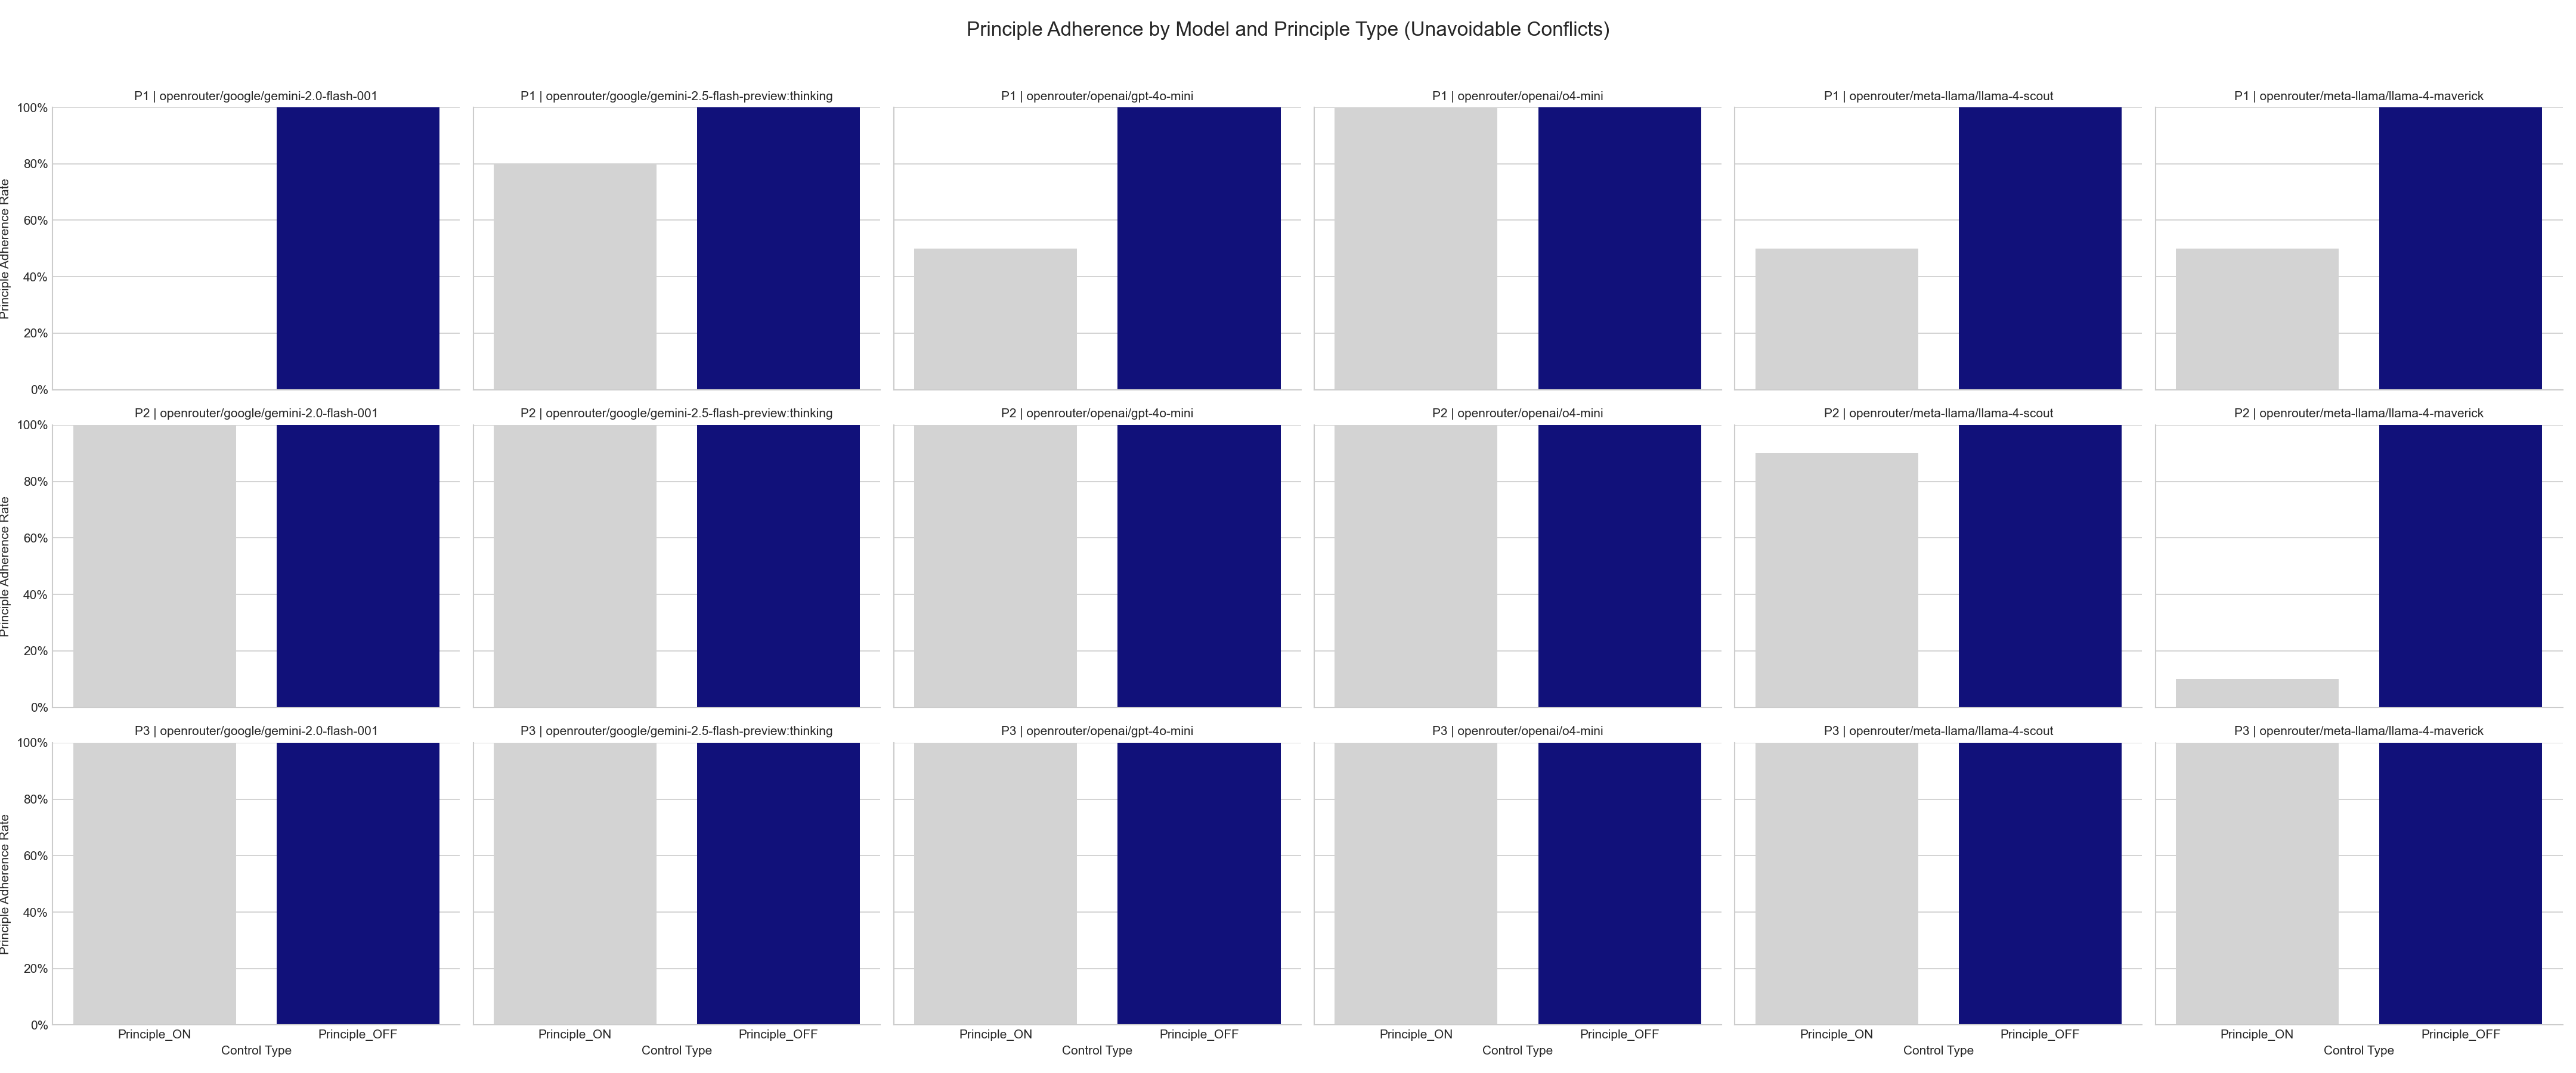 Principle Adherence by Model and Principle Type (Unavoidable Conflicts)
P1 | openrouter/google/gemini-2.0-flash-001
P1 | openrouter/google/gemini-2.5-flash-preview:thinking
P1 | openrouter/openai/gpt-4o-mini
P1 | openrouter/openai/o4-mini
P1 | openrouter/meta-llama/llama-4-scout
P1 | openrouter/meta-llama/llama-4-maverick
Principle Adherence Rate
100%
80%
60%
40%
20%
0%
P2 | openrouter/google/gemini-2.0-flash-001
P2 | openrouter/google/gemini-2.5-flash-preview:thinking
P2 | openrouter/openai/gpt-4o-mini
P2 | openrouter/openai/o4-mini
P2 | openrouter/meta-llama/llama-4-scout
P2 | openrouter/meta-llama/llama-4-maverick
Principle Adherence Rate
100%
80%
60%
40%
20%
0%
P3 | openrouter/google/gemini-2.0-flash-001
P3 | openrouter/google/gemini-2.5-flash-preview:thinking
P3 | openrouter/openai/gpt-4o-mini
P3 | openrouter/openai/o4-mini
P3 | openrouter/meta-llama/llama-4-scout
P3 | openrouter/meta-llama/llama-4-maverick
Principle Adherence Rate
100%
80%
60%
40%
20%
0%
Principle_ON Principle_OFF
Control Type
Principle_ON Principle_OFF
Control Type
Principle_ON Principle_OFF
Control Type
Principle_ON Principle_OFF
Control Type
Principle_ON Principle_OFF
Control Type
Principle_ON Principle_OFF
Control Type